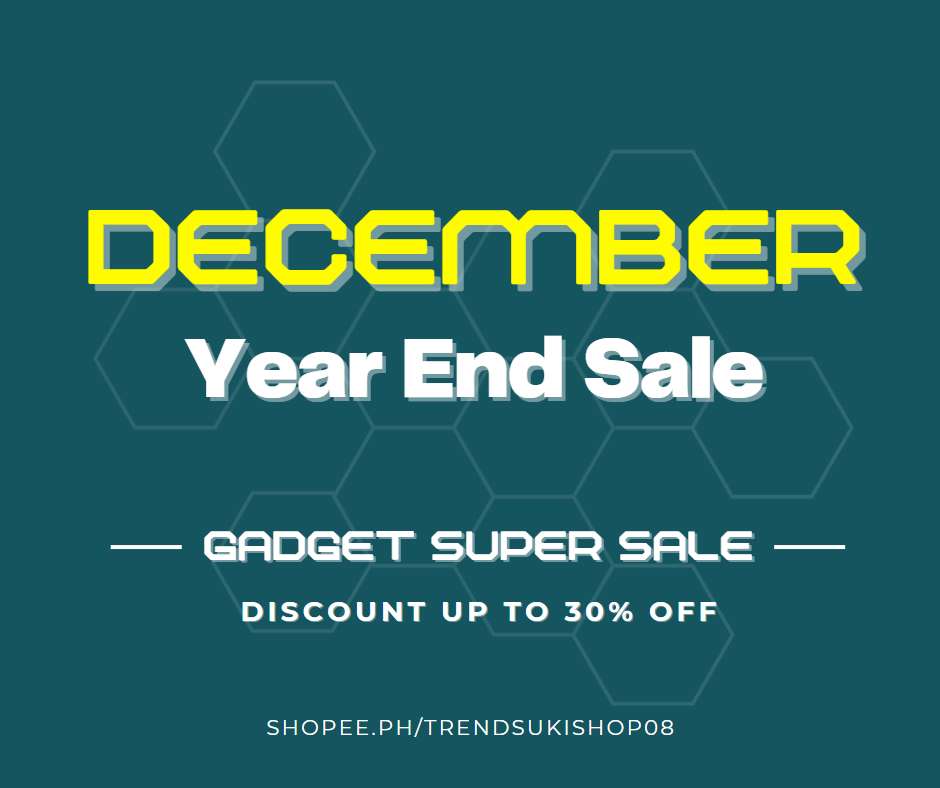 DECEMBER
Year End Sale
GADGET SUPER SALE
DISCOUNT UP TO 30% OFF
SHOPEE.PH/TRENDSUKISHOP08